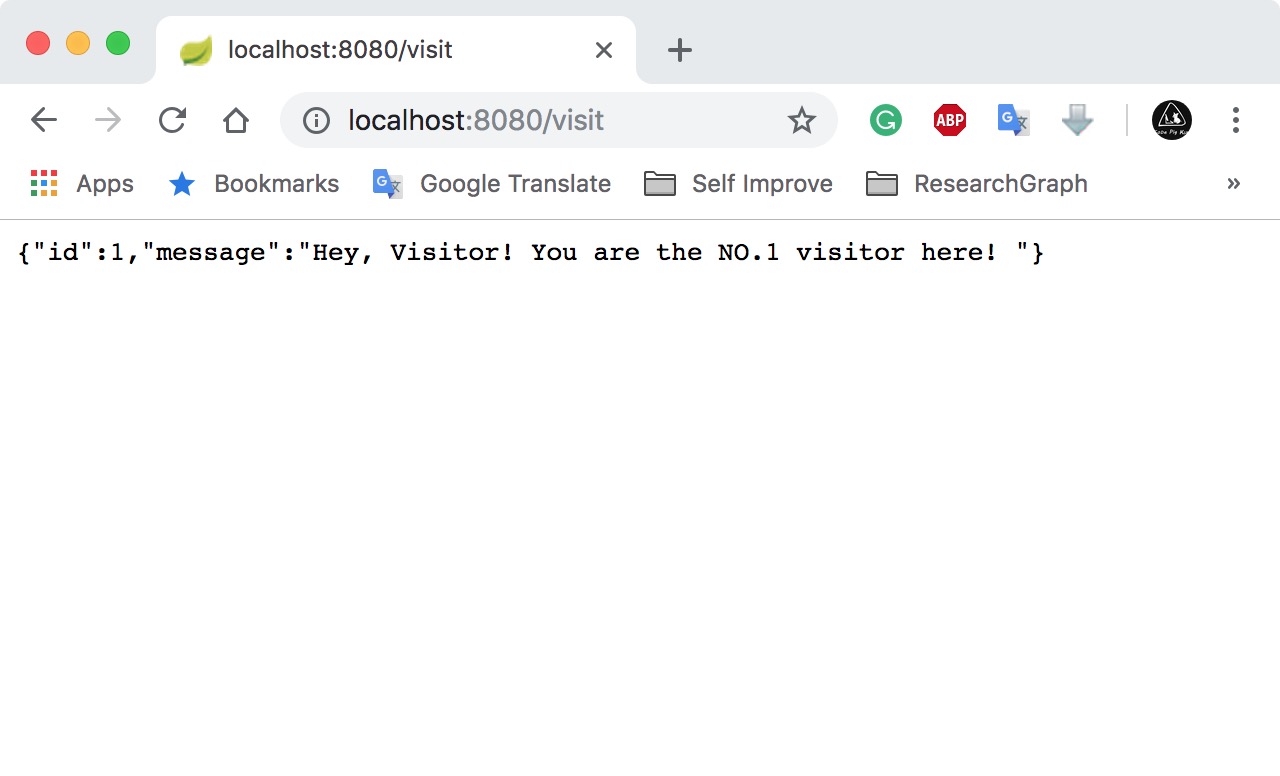 localhost:8080/visit
localhost:8080/visit
ABP
G
Apps Bookmarks Google Translate Self Improve ResearchGraph »
{"id":1,"message":"Hey, Visitor! You are the NO.1 visitor here! "}